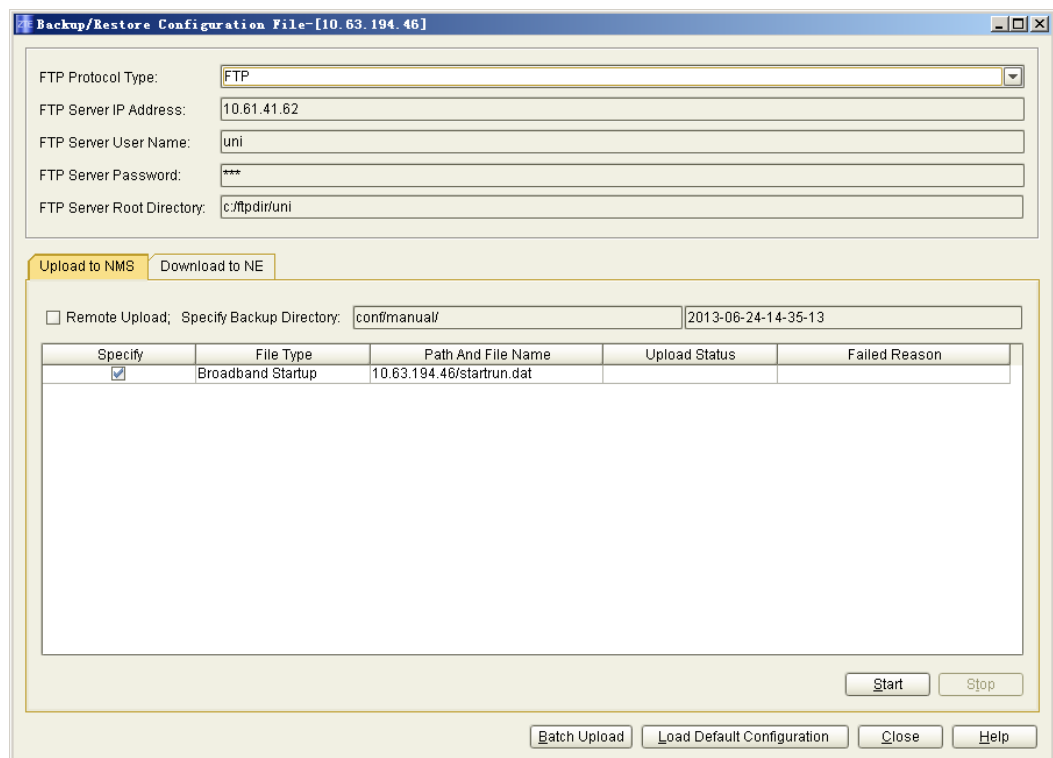 ZTE Backup/Restore Configuration File-[10.63.194.46]
FTP Protocol Type: FTP
FTP Server IP Address: 10.61.41.62
FTP Server User Name: uni
FTP Server Password: ***
FTP Server Root Directory: c:/ftpdir/uni
Upload to NMS Download to NE
Remote Upload; Specify Backup Directory: conf/manual/ 2013-06-24-14-35-13
Specify File Type Path And File Name Upload Status Failed Reason
Broadband Startup 10.63.194.46/startrun.dat
Start Stop
Batch Upload Load Default Configuration Close Help